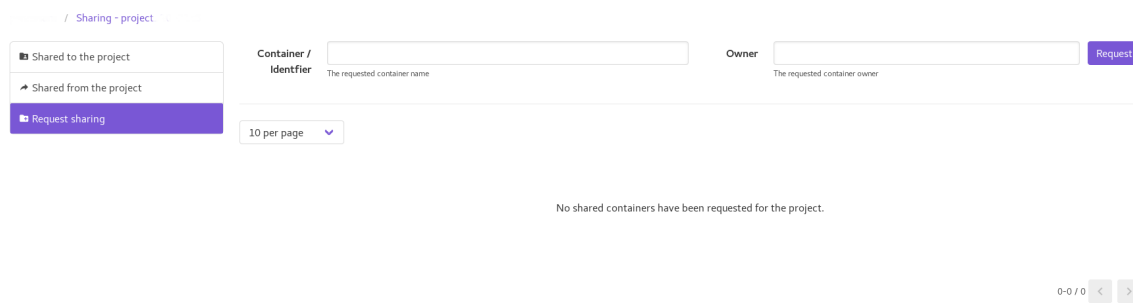 / Sharing - project
Shared to the project
Shared from the project
Request sharing
Container / Identfier
The requested container name
Owner
The requested container owner
Request
10 per page
No shared containers have been requested for the project.
0-0 / 0